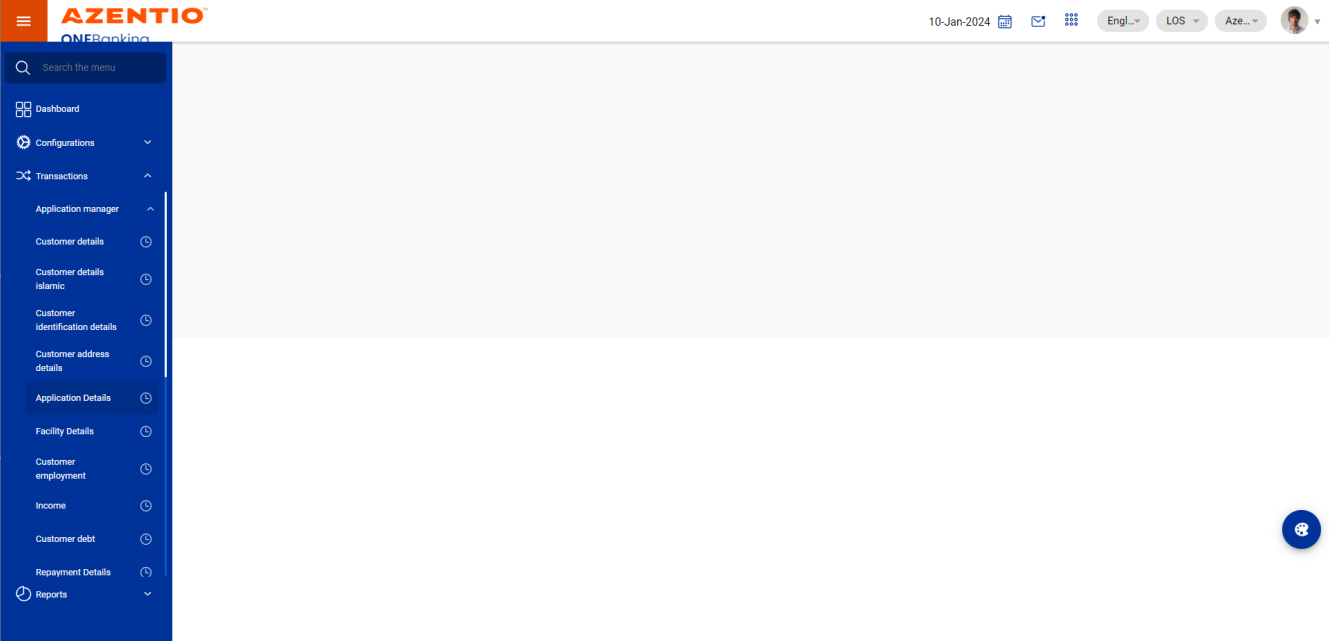 AZENTIO™
ONEBanking
10-Jan-2024
Engl...
LOS
Aze...
Search the menu
Dashboard
Configurations
Transactions
Application manager
Customer details
Customer details
islamic
Customer
identification details
Customer address
details
Application Details
Facility Details
Customer
employment
Income
Customer debt
Repayment Details
Reports